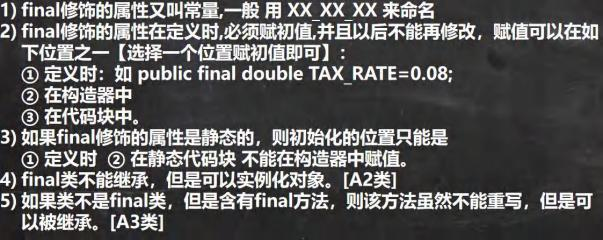 1) final修饰的属性又叫常量,一般 用 XX_XX_XX 来命名
2) final修饰的属性在定义时,必须赋初值,并且以后不能再修改，赋值可以在如
下位置之一【选择一个位置赋初值即可】:
① 定义时：如 public final double TAX_RATE=0.08;
② 在构造器中
③ 在代码块中。
3) 如果final修饰的属性是静态的，则初始化的位置只能是
① 定义时 ② 在静态代码块 不能在构造器中赋值。
4) final类不能继承，但是可以实例化对象。[A2类]
5) 如果类不是final类，但是含有final方法，则该方法虽然不能重写，但是可
以被继承。[A3类]